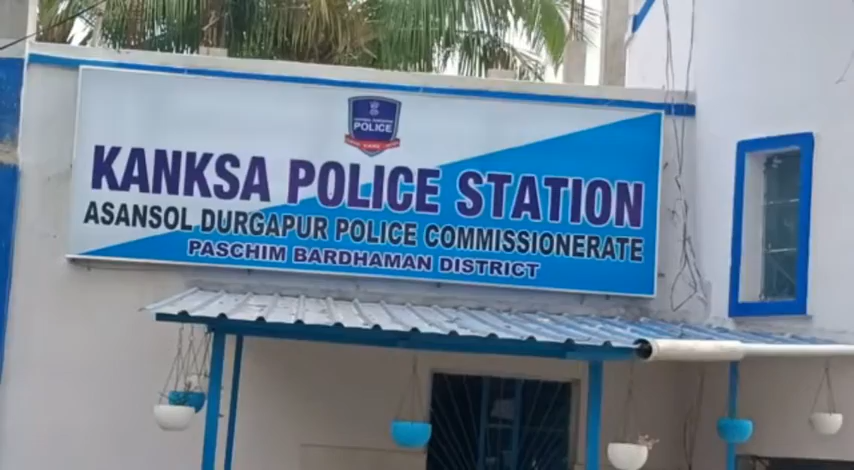 POLICE
KANKSA POLICE STATION
ASANSOL DURGAPUR POLICE COMMISSIONERATE
PASCHIM BARDHAMAN DISTRICT